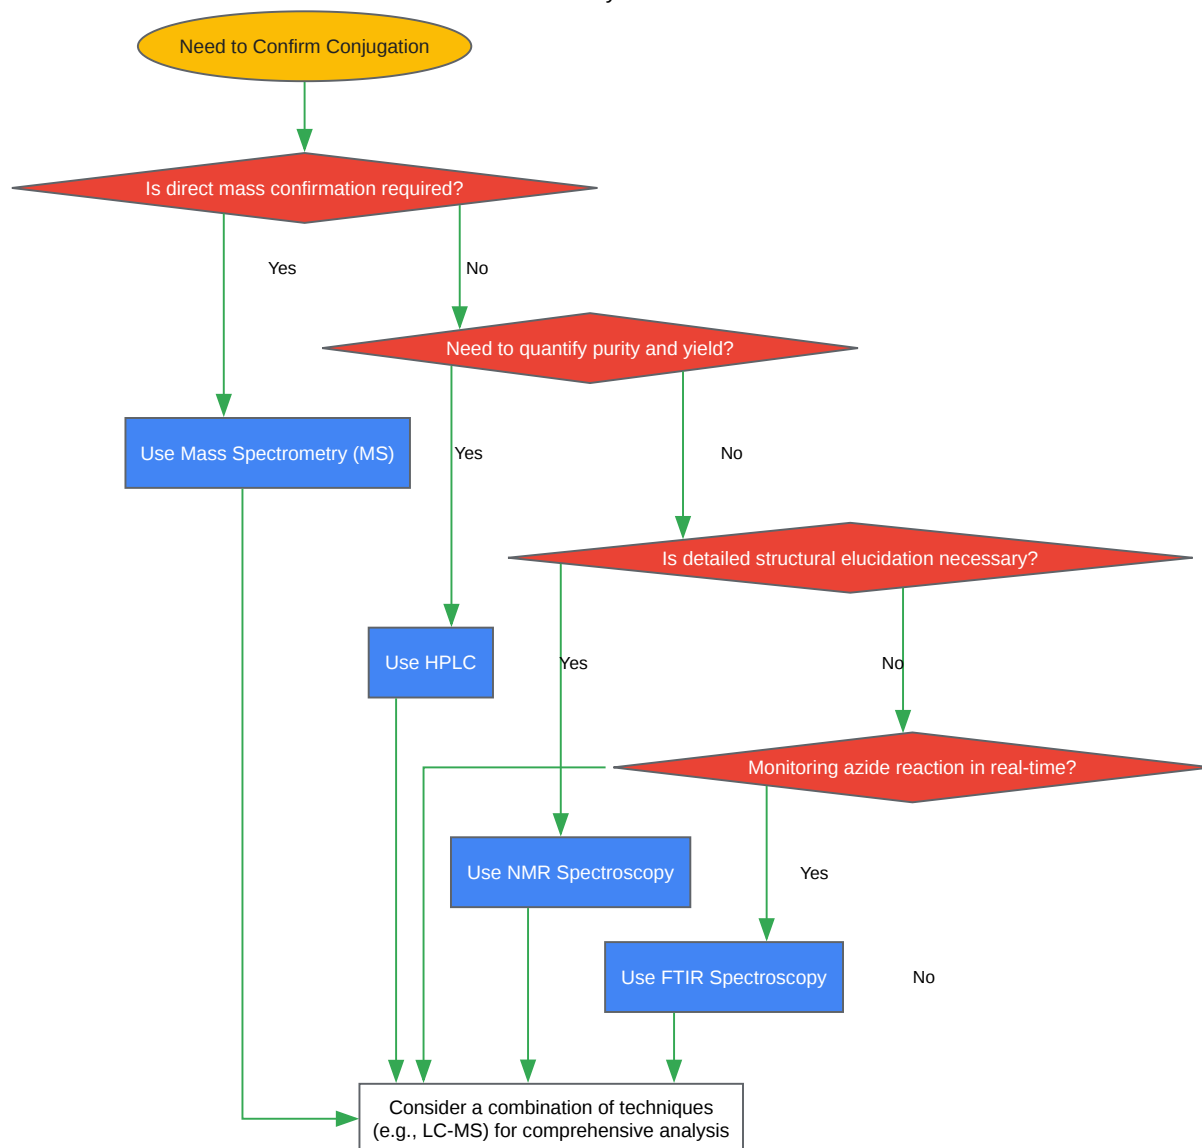 Need to Confirm Conjugation
Is direct mass confirmation required?
Yes
No
Need to quantify purity and yield?
Use Mass Spectrometry (MS)
Yes
No
Is detailed structural elucidation necessary?
Use HPLC
Yes
No
Monitoring azide reaction in real-time?
Use NMR Spectroscopy
Yes
Use FTIR Spectroscopy
No
Consider a combination of techniques
(e.g., LC-MS) for comprehensive analysis